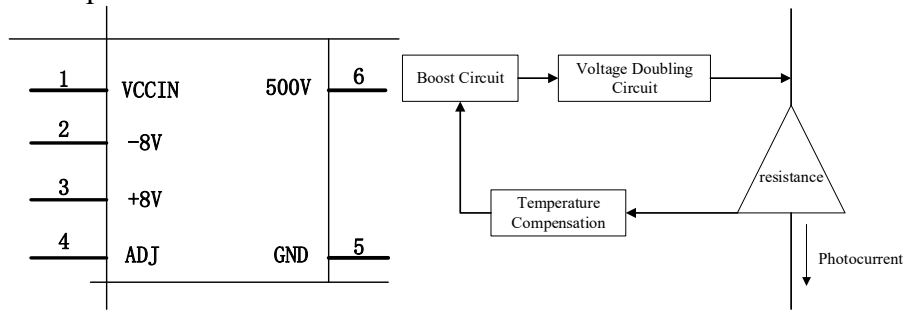 1 VCCIN
2 -8V
3 +8V
4 ADJ
500V 6
GND 5
Boost Circuit
Voltage Doubling
Circuit
resistance
Temperature
Compensation
Photocurrent